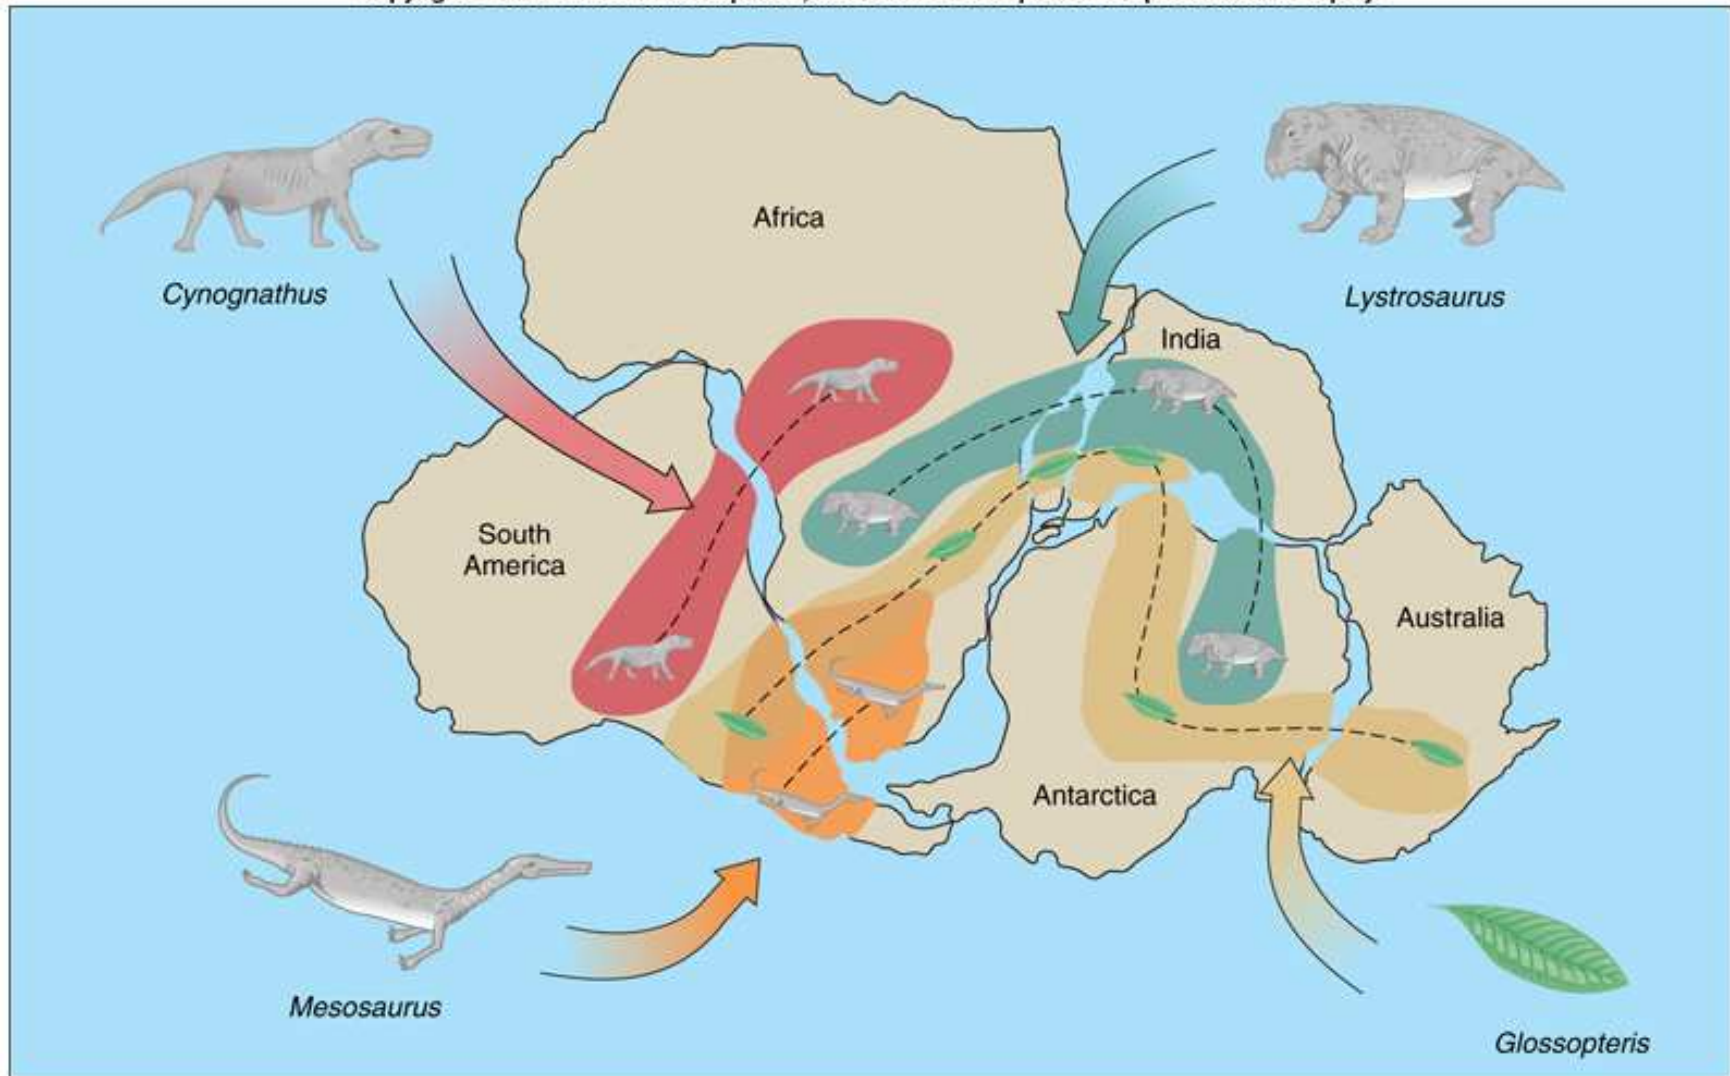 Africa
Cynognathus
Lystrosaurus
India
South
America
Australia
Antarctica
Mesosaurus
Glossopteris